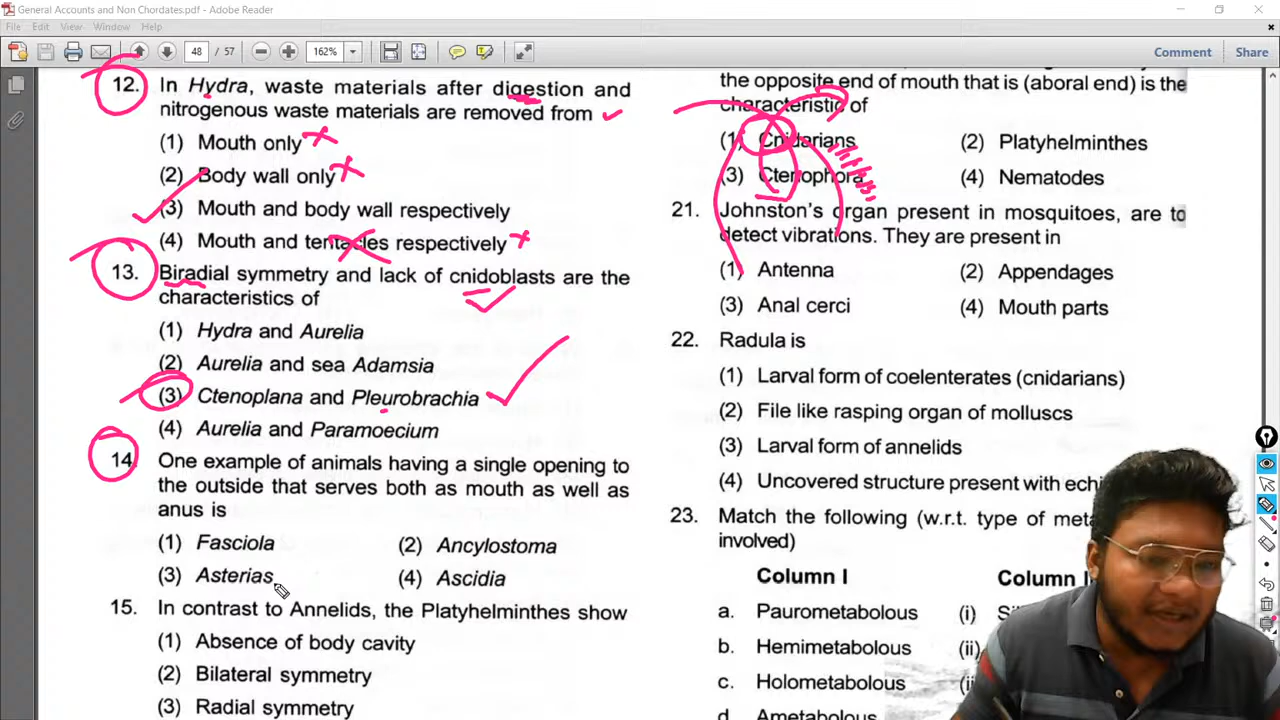 General Accounts and Non Chordates.pdf - Adobe Reader
File Edit View Window Help
48 / 57 162% Comment Share
12. In Hydra, waste materials after digestion and
nitrogenous waste materials are removed from
(1) Mouth only
(2) Body wall only
(3) Mouth and body wall respectively
(4) Mouth and tentacles respectively
13. Biradial symmetry and lack of cnidoblasts are the
characteristics of
(1) Hydra and Aurelia
(2) Aurelia and sea Adamsia
(3) Ctenoplana and Pleurobrachia
(4) Aurelia and Paramoecium
14. One example of animals having a single opening to
the outside that serves both as mouth as well as
anus is
(1) Fasciola (2) Ancylostoma
(3) Asterias (4) Ascidia
15. In contrast to Annelids, the Platyhelminthes show
(1) Absence of body cavity
(2) Bilateral symmetry
(3) Radial symmetry
the opposite end of mouth that is (aboral end) is the
characteristic of
(1) Cnidarians (2) Platyhelminthes
(3) Ctenophora (4) Nematodes
21. Johnston's organ present in mosquitoes, are to
detect vibrations. They are present in
(1) Antenna (2) Appendages
(3) Anal cerci (4) Mouth parts
22. Radula is
(1) Larval form of coelenterates (cnidarians)
(2) File like rasping organ of molluscs
(3) Larval form of annelids
(4) Uncovered structure present with
23. Match the following (w.r.t. type of
involved)
Column I Column
a. Paurometabolous (i)
b. Hemimetabolous (ii)
c. Holometabolous
d. Ametabolous